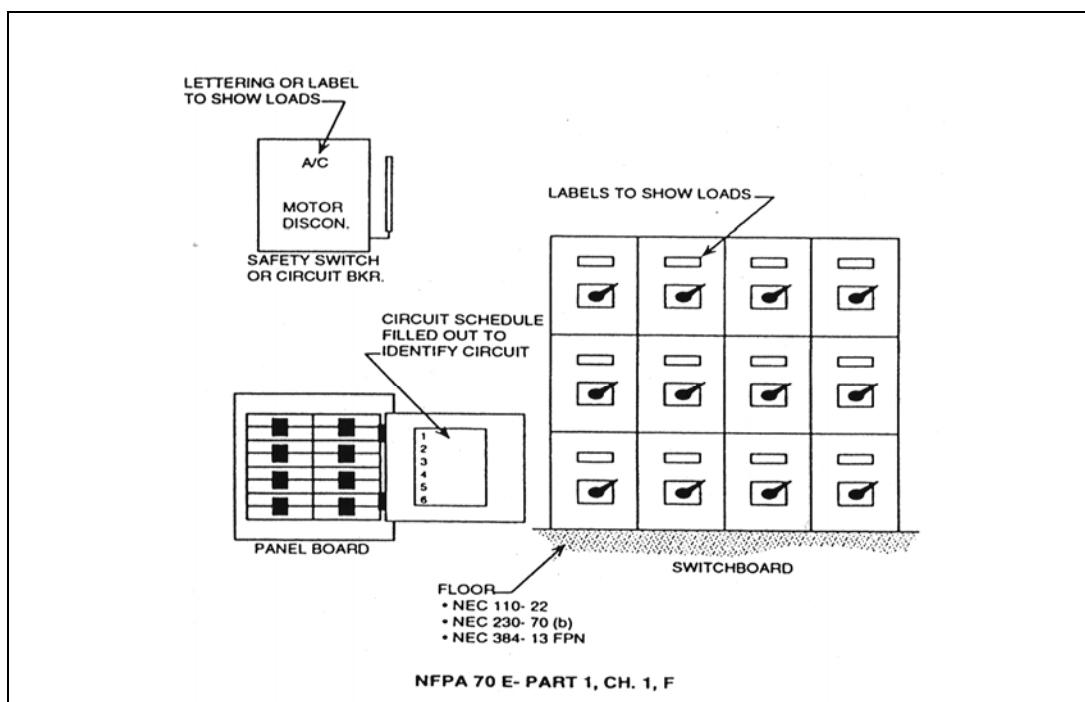 LETTERING OR LABEL
TO SHOW LOADS
A/C
MOTOR
DISCON.
SAFETY SWITCH
OR CIRCUIT BKR.
LABELS TO SHOW LOADS
CIRCUIT SCHEDULE
FILLED OUT TO
IDENTIFY CIRCUIT
1
2
3
4
5
6
PANEL BOARD
SWITCHBOARD
FLOOR
• NEC 110- 22
• NEC 230- 70 (b)
• NEC 384- 13 FPN
NFPA 70 E- PART 1, CH. 1, F